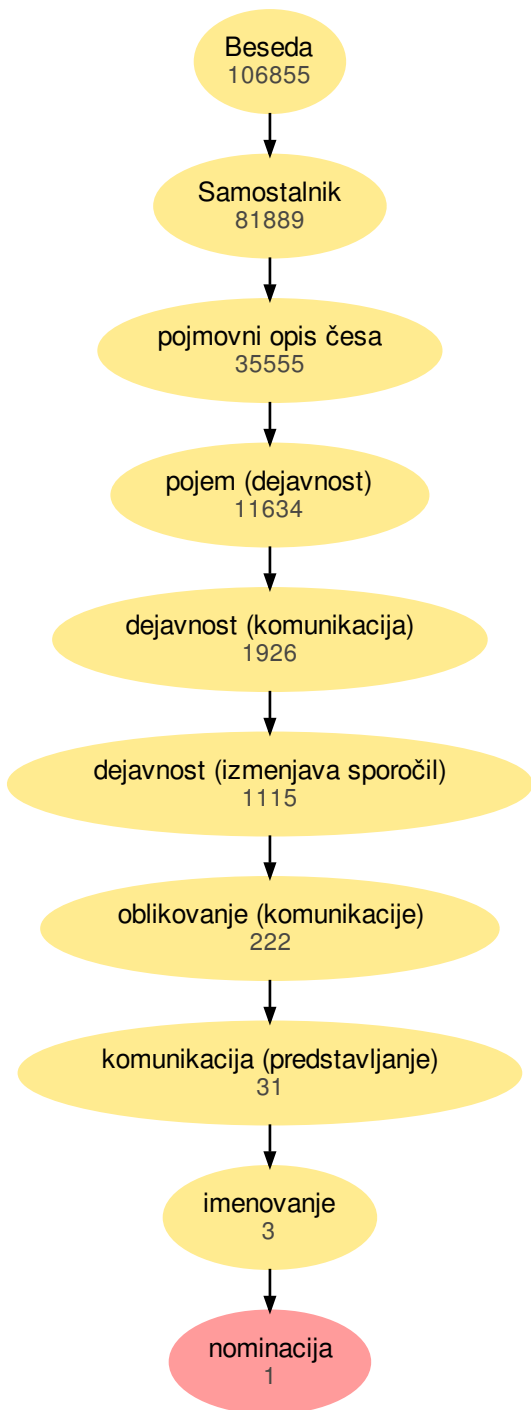 Beseda
106855
Samostalnik
81889
pojmovni opis česa
35555
pojem (dejavnost)
11634
dejavnost (komunikacija)
1926
dejavnost (izmenjava sporočil)
1115
oblikovanje (komunikacije)
222
komunikacija (predstavljanje)
31
imenovanje
3
nominacija
1